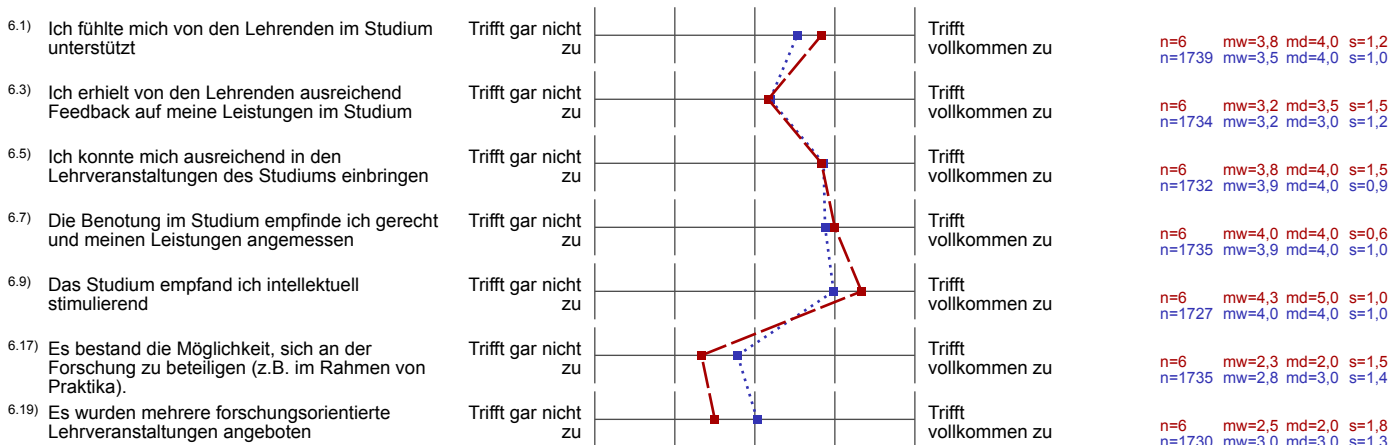 6.1) Ich fühlte mich von den Lehrenden im Studium unterstützt
Trifft gar nicht zu
Trifft vollkommen zu
n=6 mw=3,8 md=4,0 s=1,2
n=1739 mw=3,5 md=4,0 s=1,0
6.3) Ich erhielt von den Lehrenden ausreichend Feedback auf meine Leistungen im Studium
Trifft gar nicht zu
Trifft vollkommen zu
n=6 mw=3,2 md=3,5 s=1,5
n=1734 mw=3,2 md=3,0 s=1,2
6.5) Ich konnte mich ausreichend in den Lehrveranstaltungen des Studiums einbringen
Trifft gar nicht zu
Trifft vollkommen zu
n=6 mw=3,8 md=4,0 s=1,5
n=1732 mw=3,9 md=4,0 s=0,9
6.7) Die Benotung im Studium empfinde ich gerecht und meinen Leistungen angemessen
Trifft gar nicht zu
Trifft vollkommen zu
n=6 mw=4,0 md=4,0 s=0,6
n=1735 mw=3,9 md=4,0 s=1,0
6.9) Das Studium empfand ich intellektuell stimulierend
Trifft gar nicht zu
Trifft vollkommen zu
n=6 mw=4,3 md=5,0 s=1,0
n=1727 mw=4,0 md=4,0 s=1,0
6.17) Es bestand die Möglichkeit, sich an der Forschung zu beteiligen (z.B. im Rahmen von Praktika).
Trifft gar nicht zu
Trifft vollkommen zu
n=6 mw=2,3 md=2,0 s=1,5
n=1735 mw=2,8 md=3,0 s=1,4
6.19) Es wurden mehrere forschungsorientierte Lehrveranstaltungen angeboten
Trifft gar nicht zu
Trifft vollkommen zu
n=6 mw=2,5 md=2,0 s=1,8
n=1730 mw=3,0 md=3,0 s=1,3